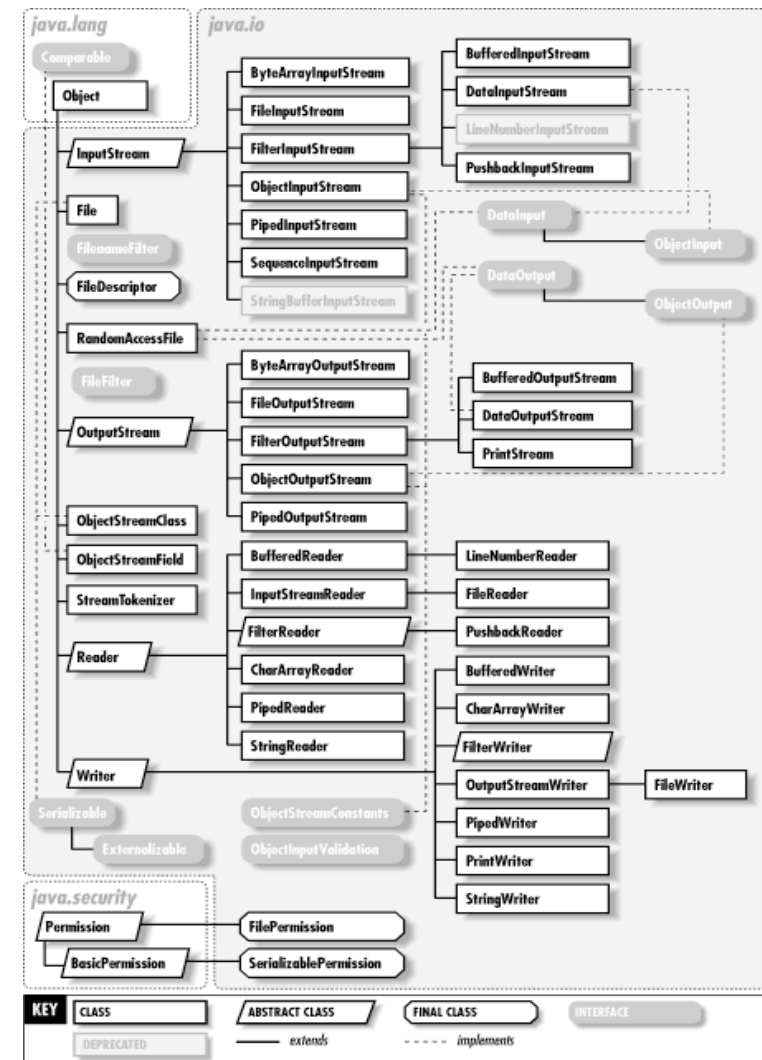 java.lang
java.io
Comparable
Object
InputStream
ByteArrayInputStream
FileInputStream
FilterInputStream
ObjectInputStream
PipedInputStream
SequenceInputStream
StringBufferInputStream
BufferedInputStream
DataInputStream
LineNumberInputStream
PushbackInputStream
File
FilenameFilter
FileDescriptor
RandomAccessFile
FileFilter
DataInput
ObjectInput
DataOutput
ObjectOutput
OutputStream
ByteArrayOutputStream
FileOutputStream
FilterOutputStream
ObjectOutputStream
PipedOutputStream
BufferedOutputStream
DataOutputStream
PrintStream
ObjectStreamClass
ObjectStreamField
StreamTokenizer
Reader
BufferedReader
InputStreamReader
FilterReader
CharArrayReader
PipedReader
StringReader
LineNumberReader
FileReader
PushbackReader
Writer
BufferedWriter
CharArrayWriter
FilterWriter
OutputStreamWriter
FileWriter
PipedWriter
PrintWriter
StringWriter
Serializable
Externalizable
ObjectStreamConstants
ObjectInputValidation
java.security
Permission
BasicPermission
FilePermission
SerializablePermission
KEY
CLASS
ABSTRACT CLASS
FINAL CLASS
INTERFACE
DEPRECATED
extends
implements